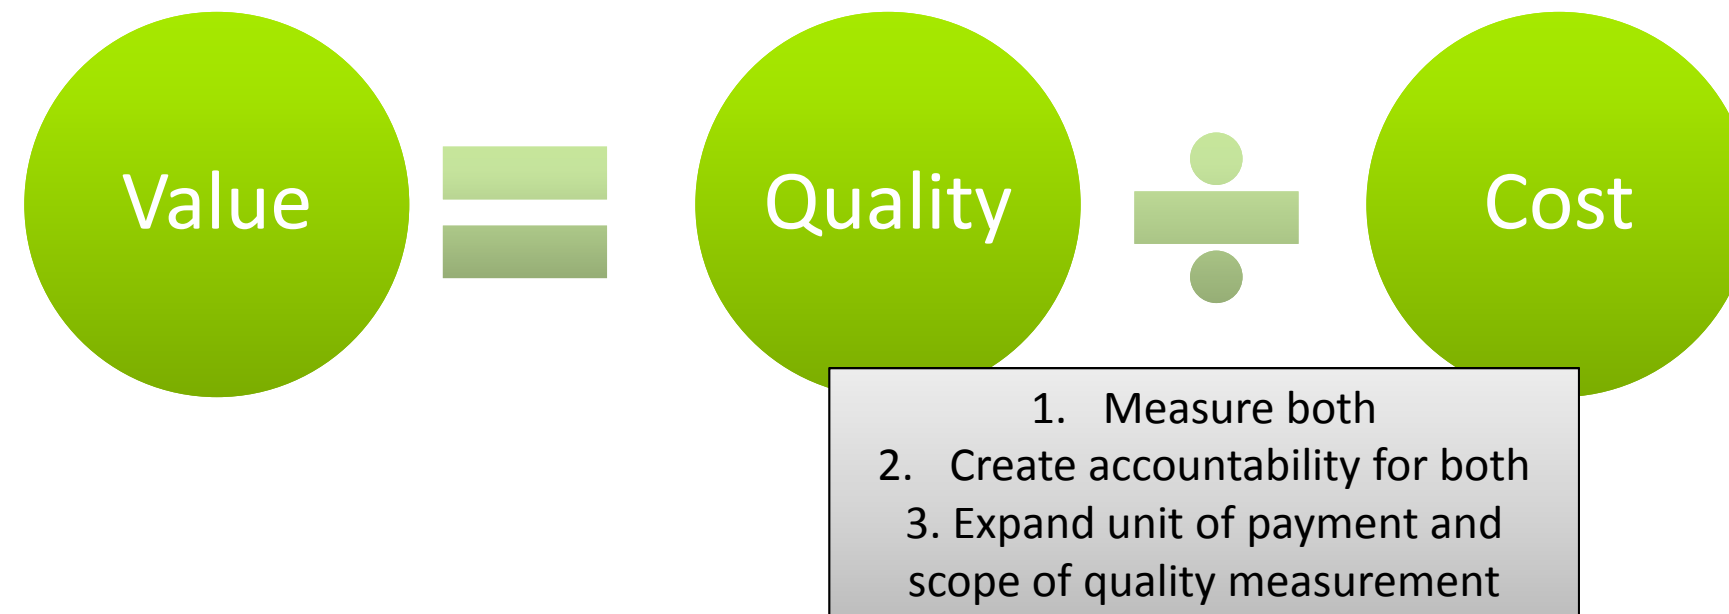 Value
Quality
Cost
1. Measure both
2. Create accountability for both
3. Expand unit of payment and
scope of quality measurement